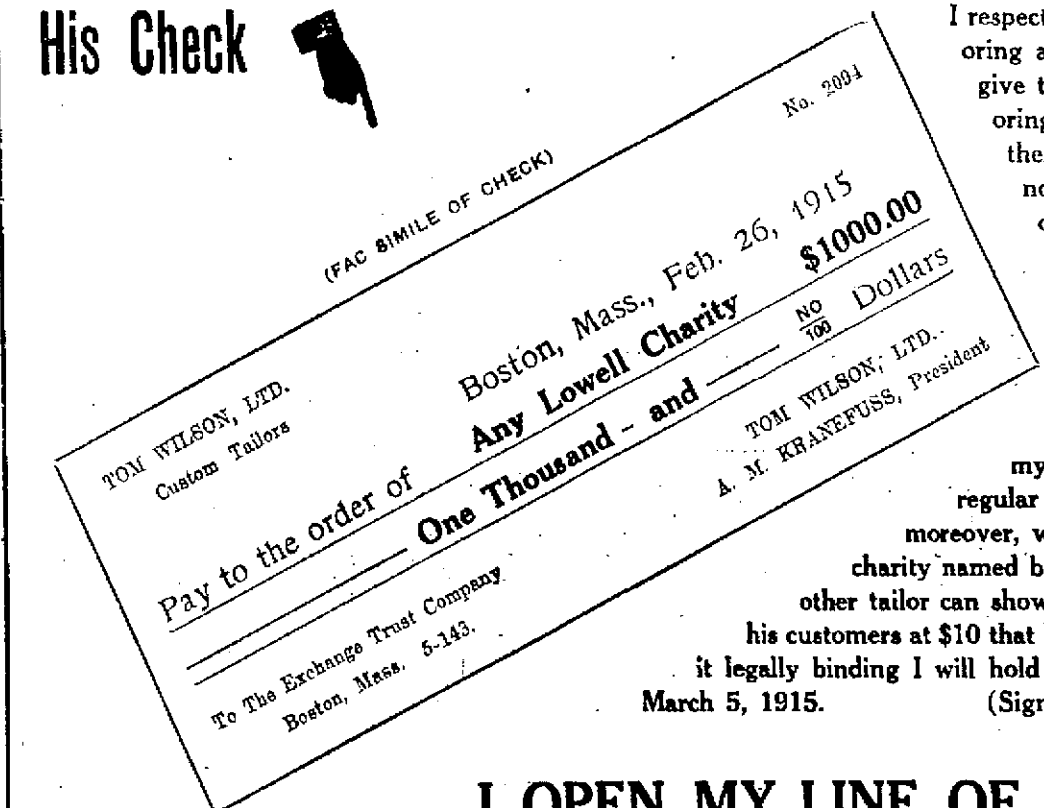 His Check
(FAC SIMILE OF CHECK)
No. 2094
TOM WILSON, LTD.
Custom Tailors
Boston, Mass., Feb. 26, 1915
Pay to the order of Any Lowell Charity $1000.00
One Thousand - and NO/100 Dollars
To The Exchange Trust Company
Boston, Mass. 5-143.
TOM WILSON, LTD.
A. M. KRANEFUSS, President
I respect
oring a
give t
oring
the
no
my
regular
moreover, w
charity named b
other tailor can show
his customers at $10 that
it legally binding I will hold
March 5, 1915. (Sign
I OPEN MY LINE OF